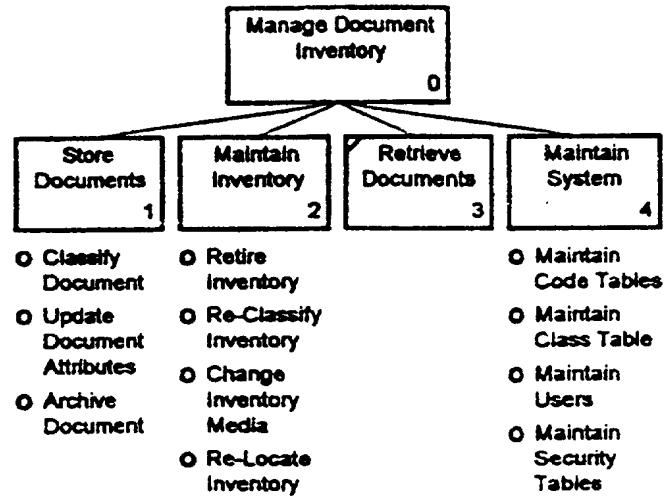 Manage Document
Inventory
0
Store
Documents
1
Maintain
Inventory
2
Retrieve
Documents
3
Maintain
System
4
Classify
Document
Update
Document
Attributes
Archive
Document
Retire
Inventory
Re-Classify
Inventory
Change
Inventory
Media
Re-Locate
Inventory
Maintain
Code Tables
Maintain
Class Table
Maintain
Users
Maintain
Security
Tables